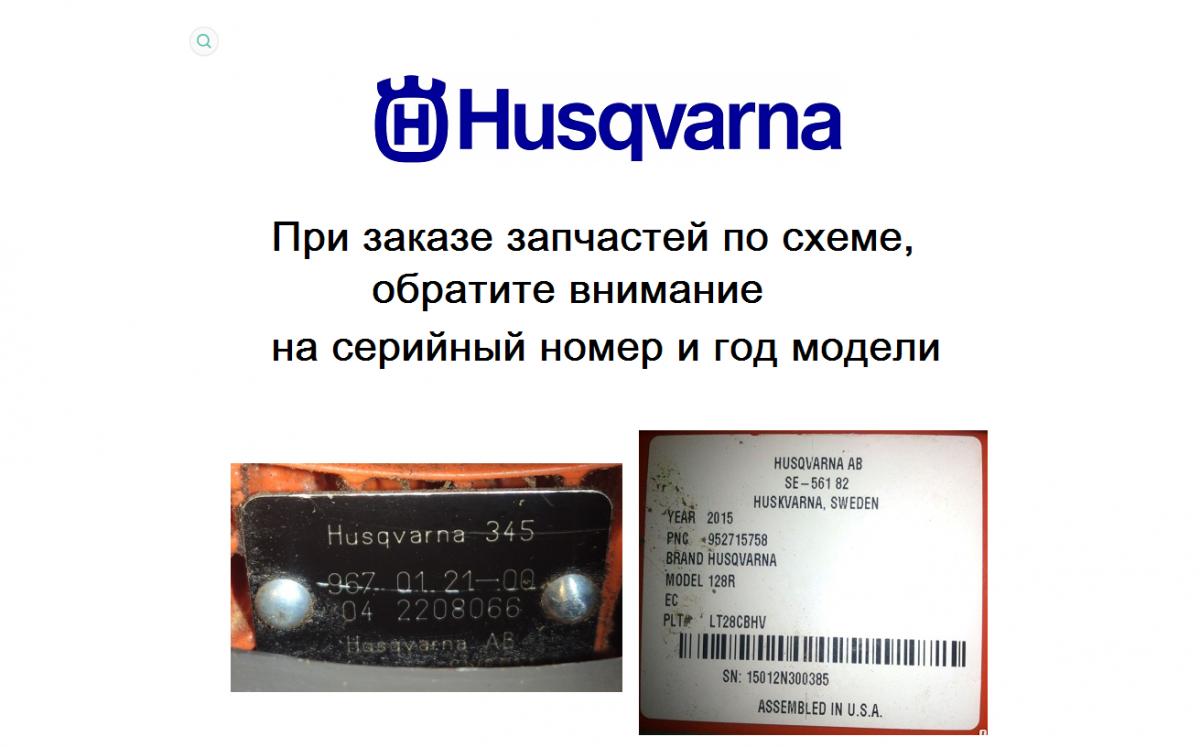 Husqvarna
При заказе запчастей по схеме,
обратите внимание
на серийный номер и год модели
Husqvarna 345
967 01 21-00
04 2208066
Husqvarna AB
HUSQVARNA AB
SE-561 82
HUSKVARNA, SWEDEN
YEAR 2015
PNC 952715758
BRAND HUSQVARNA
MODEL 128R
EC
PLT# LT28CBHV
SN: 15012N300385
ASSEMBLED IN U.S.A.